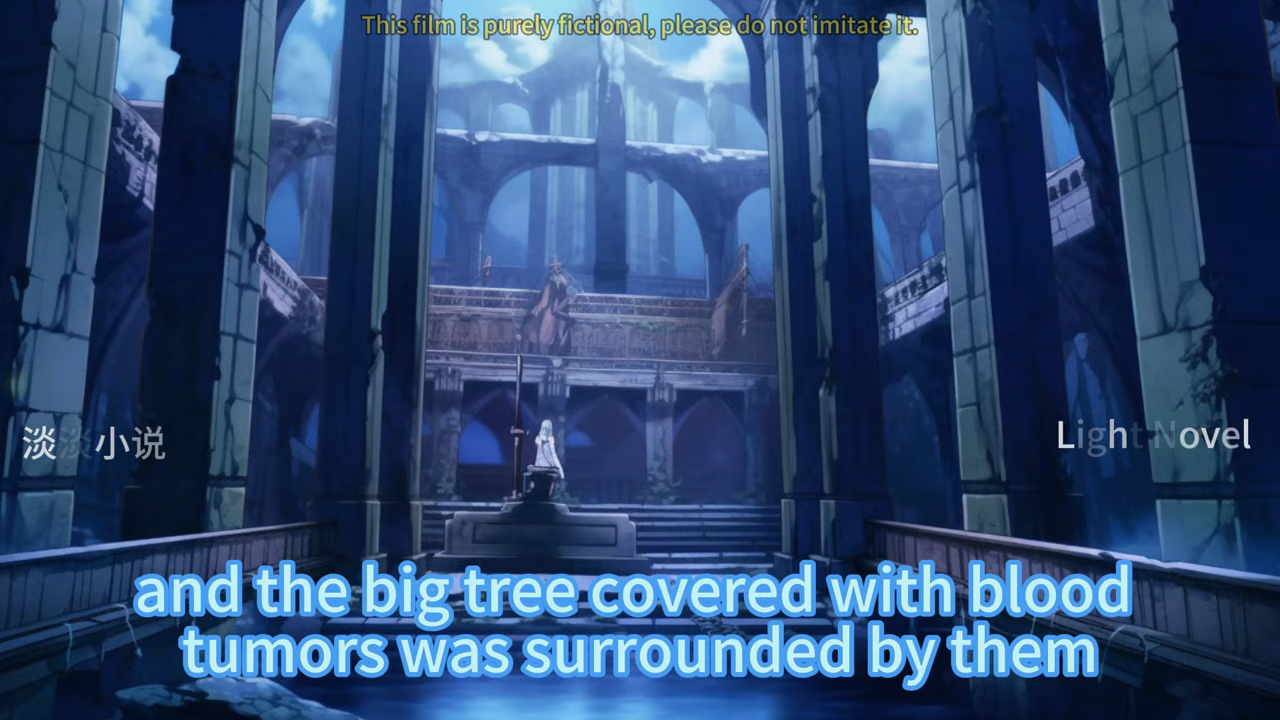 This film is purely fictional, please do not imitate it.
淡淡小说
Light Novel
and the big tree covered with blood
tumors was surrounded by them